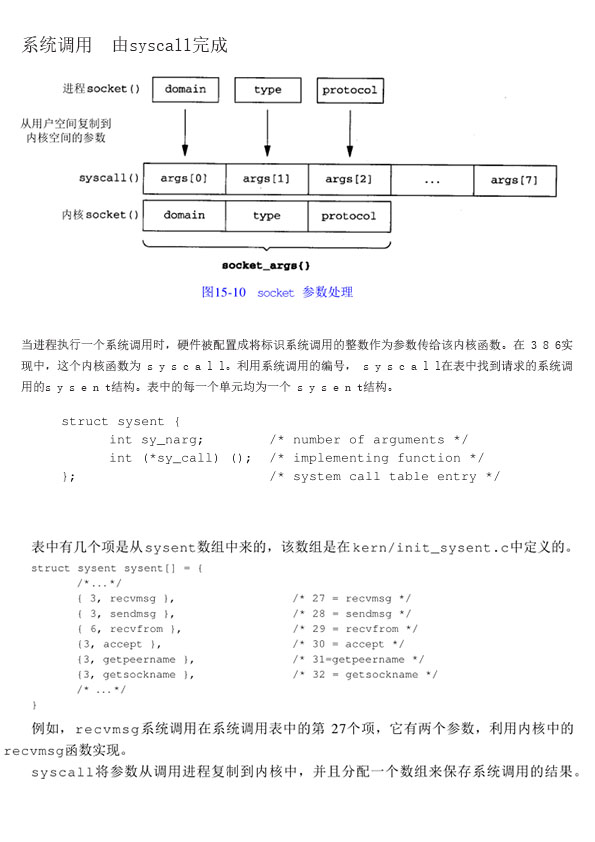 系统调用 由syscall完成
进程socket() domain type protocol
从用户空间复制到
内核空间的参数
syscall() args[0] args[1] args[2] ... args[7]
内核socket() domain type protocol
socket_args{}
图15-10 socket 参数处理
当进程执行一个系统调用时，硬件被配置成将标识系统调用的整数作为参数传给该内核函数。在 3 8 6实
现中，这个内核函数为 s y s c a l l。利用系统调用的编号， s y s c a l l在表中找到请求的系统调
用的s y s e n t结构。表中的每一个单元均为一个 s y s e n t结构。
struct sysent {
int sy_narg; /* number of arguments */
int (*sy_call) (); /* implementing function */
}; /* system call table entry */
表中有几个项是从sysent数组中来的，该数组是在kern/init_sysent.c中定义的。
struct sysent sysent[] = {
/*...*/
{ 3, recvmsg }, /* 27 = recvmsg */
{ 3, sendmsg }, /* 28 = sendmsg */
{ 6, recvfrom }, /* 29 = recvfrom */
{3, accept }, /* 30 = accept */
{3, getpeername }, /* 31=getpeername */
{3, getsockname }, /* 32 = getsockname */
/* ...*/
}
例如，recvmsg系统调用在系统调用表中的第 27个项，它有两个参数，利用内核中的
recvmsg函数实现。
syscall将参数从调用进程复制到内核中，并且分配一个数组来保存系统调用的结果。